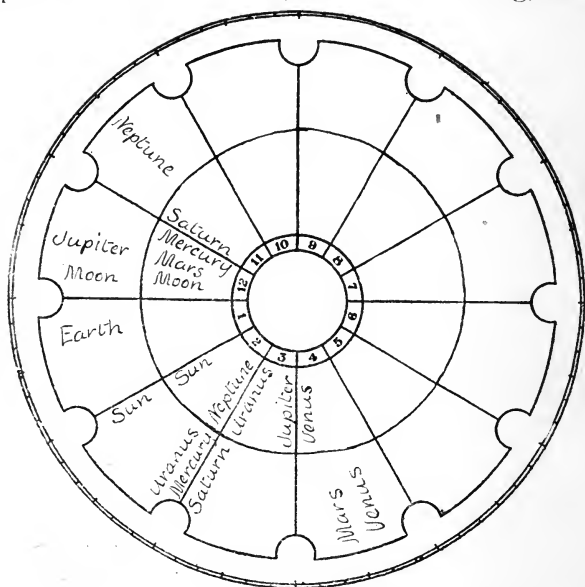 Neptune
Saturn
Mercury
Mars
Moon
Jupiter
Moon
Earth
Sun
Sun
Uranus
Mercury
Saturn
Neptune
Uranus
Jupiter
Venus
Mars
Venus
10
9
11
8
12
7
1
6
2
5
3
4